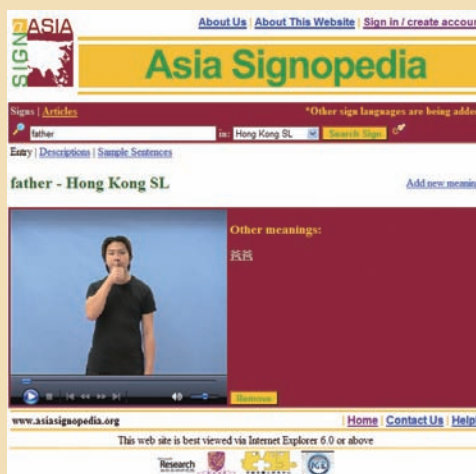 SIGN@ASIA
About Us | About This Website | Sign in / create accoun
Asia Signopedia
Signs | Articles
*Other sign languages are being added
father in: Hong Kong SL Search Sign
Entry | Descriptions | Sample Sentences
father - Hong Kong SL
Add new meanin
Other meanings:
爸爸
Remove
www.asiasignopedia.org
| Home | Contact Us | Help
This web site is best viewed via Internet Explorer 6.0 or above
Research